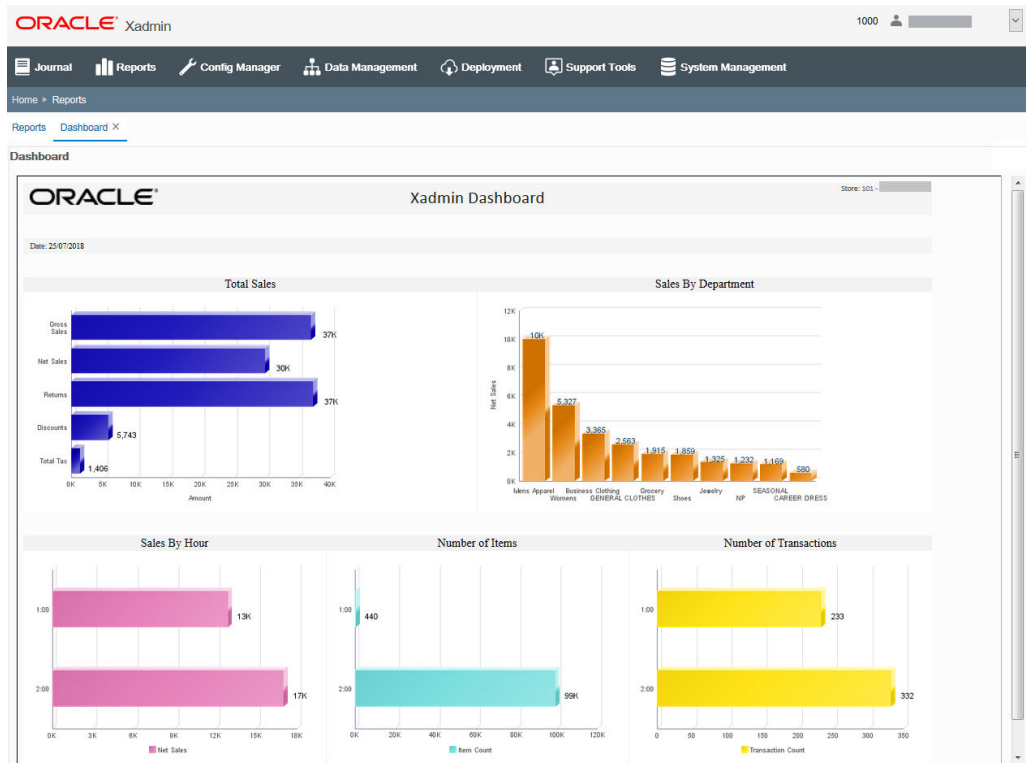 ORACLE® Xadmin
1000
Journal Reports Config Manager Data Management Deployment Support Tools System Management
Home Reports
Reports Dashboard X
Dashboard
ORACLE®
Xadmin Dashboard
Store: 101 -
Date: 25/07/2018
Total Sales
Gross Sales
37K
Net Sales
30K
Returns
37K
Discounts
5,743
Total Tax
1,406
0K 5K 10K 15K 20K 25K 30K 35K 40K
Amount
Sales By Department
12K
10K
8K
6K
4K
2K
0K
Net Sales
10K 5,327 3,365 2,563 1,915 1,859 1,325 1,232 1,169 580
Mens Apparel Business Clothing Grocery Jewelry SEASONAL
Womens GENERAL CLOTHES Shoes NP CAREER DRESS
Sales By Hour
1:00
13K
2:00
17K
0K 3K 6K 9K 12K 15K 18K
Net Sales
Number of Items
1:00
440
2:00
99K
0K 20K 40K 60K 80K 100K 120K
Item Count
Number of Transactions
1:00
233
2:00
332
0 50 100 150 200 250 300 350
Transaction Count